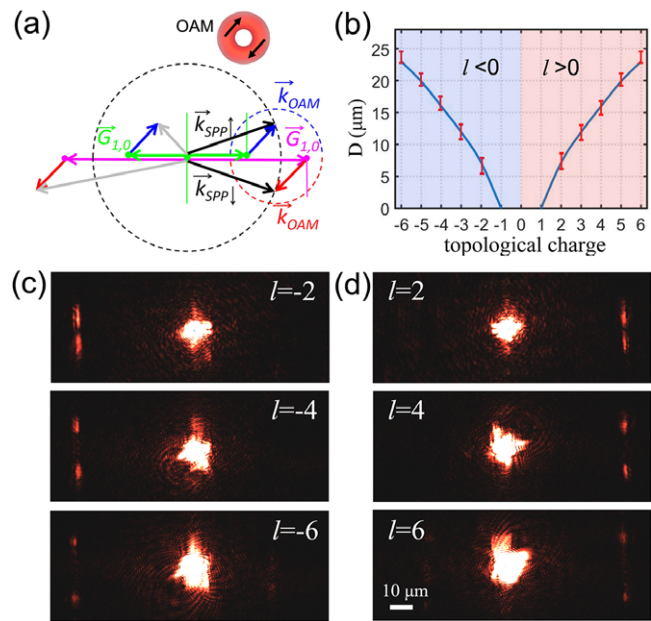 (a)
OAM
k_OAM
k_SPP↑
G_1,0
G_1,0
k_SPP↓
k_OAM
(b)
D (μm)
25
20
15
10
5
0
l <0
l >0
-6 -5 -4 -3 -2 -1 0 1 2 3 4 5 6
topological charge
(c)
l=-2
l=-4
l=-6
(d)
l=2
l=4
l=6
10 μm